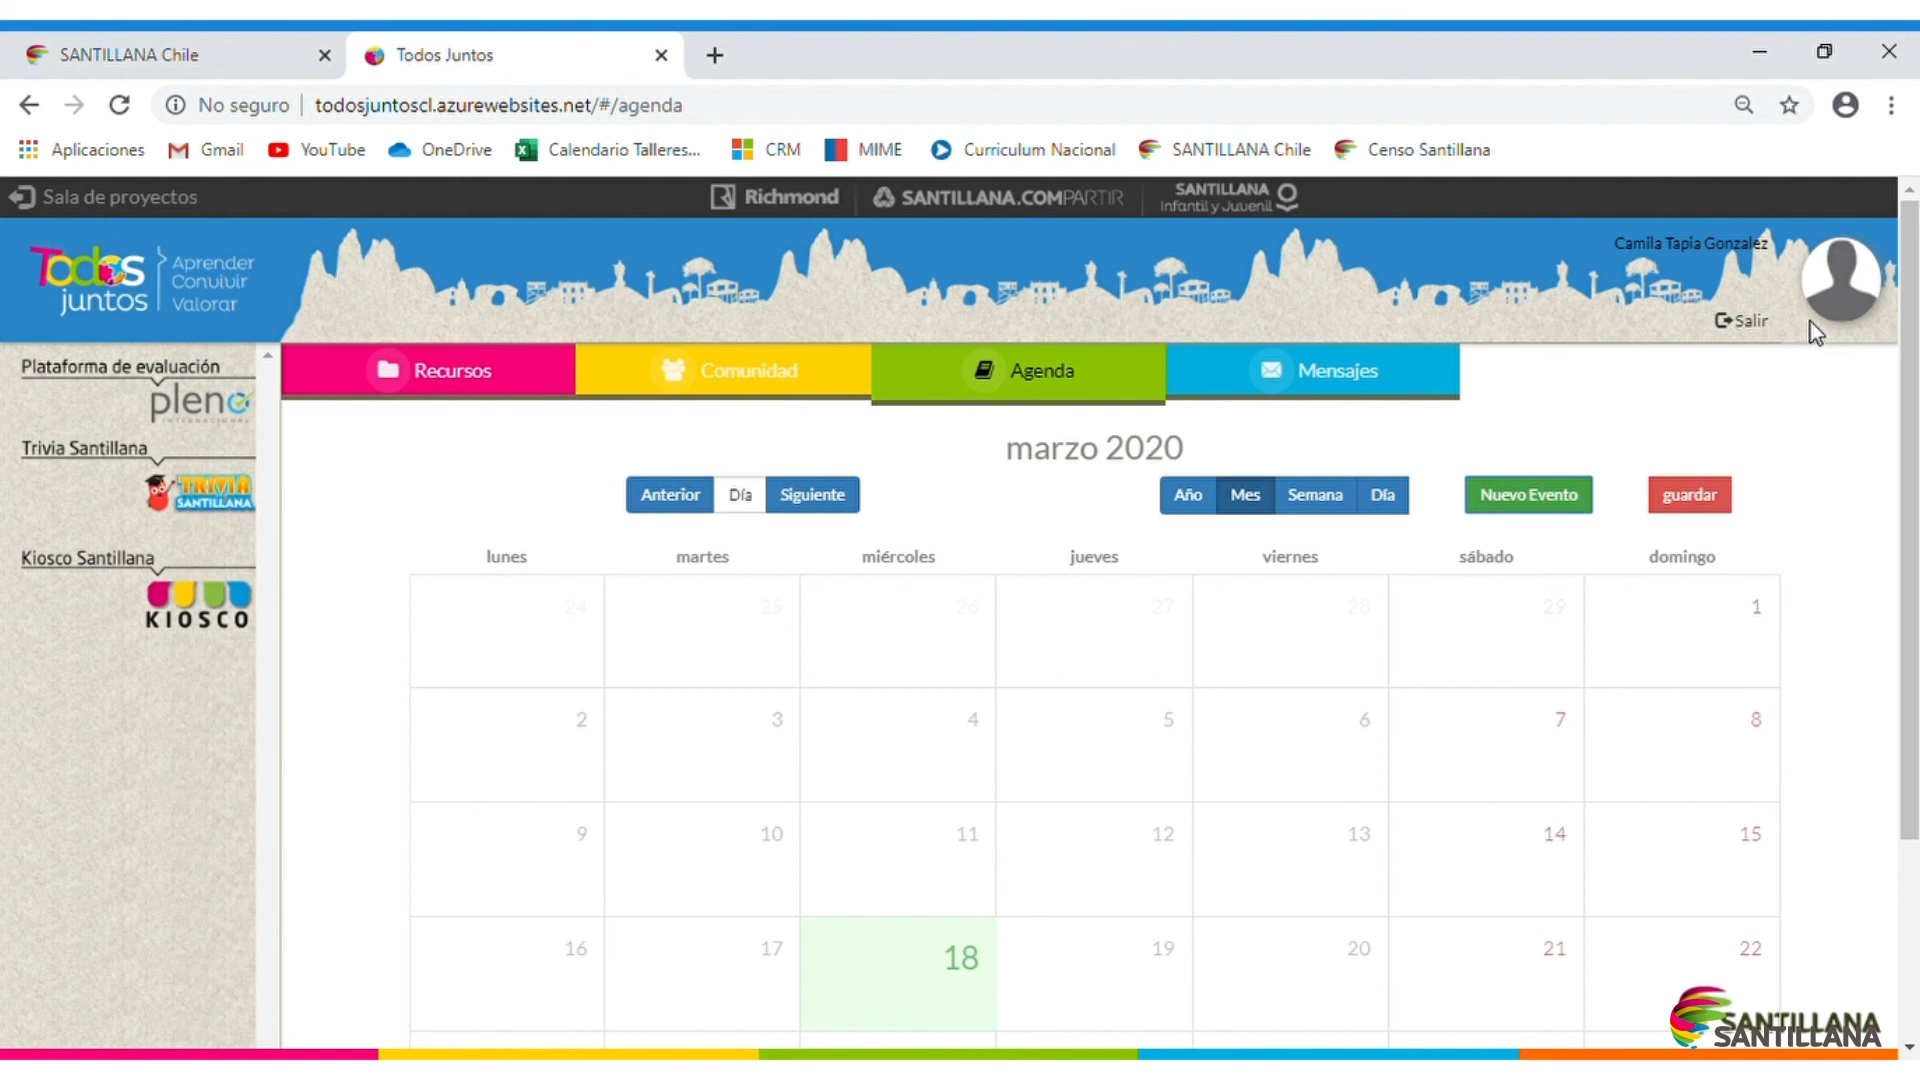 SANTILLANA Chile
Todos Juntos
No seguro
todosjuntoscl.azurewebsites.net/#/agenda
Aplicaciones
Gmail
YouTube
OneDrive
Calendario Talleres...
CRM
MIME
Curriculum Nacional
SANTILLANA Chile
Censo Santillana
Sala de proyectos
Richmond
SANTILLANA.COMPARTIR
SANTILLANA
Infantil y Juvenil
Todos
juntos
Aprender
Convivir
Valorar
Camila Tapia Gonzalez
Salir
Plataforma de evaluación
pleno
INTERNACIONAL
Trivia Santillana
TRIVIA
SANTILLANA
Kiosco Santillana
KIOSCO
Recursos
Comunidad
Agenda
Mensajes
marzo 2020
Anterior
Día
Siguiente
Año
Mes
Semana
Día
Nuevo Evento
guardar
lunes martes miércoles jueves viernes sábado domingo
24 25 26 27 28 29 1
2 3 4 5 6 7 8
9 10 11 12 13 14 15
16 17 18 19 20 21 22
SANTILLANA
SANTILLANA